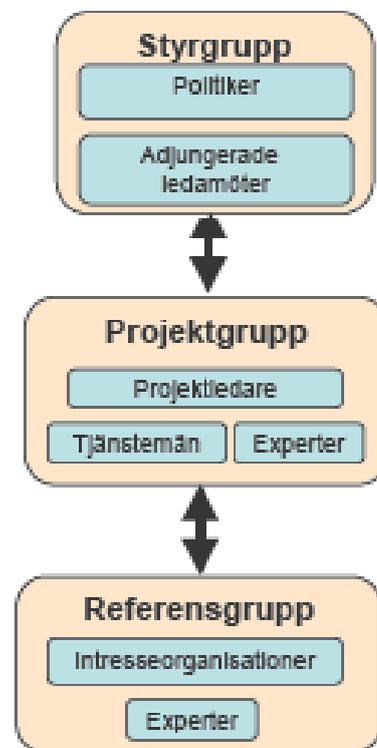 Styrgrupp
Politiker
Adjungerade
ledamöter
Projektgrupp
Projektledare
Tjänstemän Experter
Referensgrupp
Intresseorganisationer
Experter